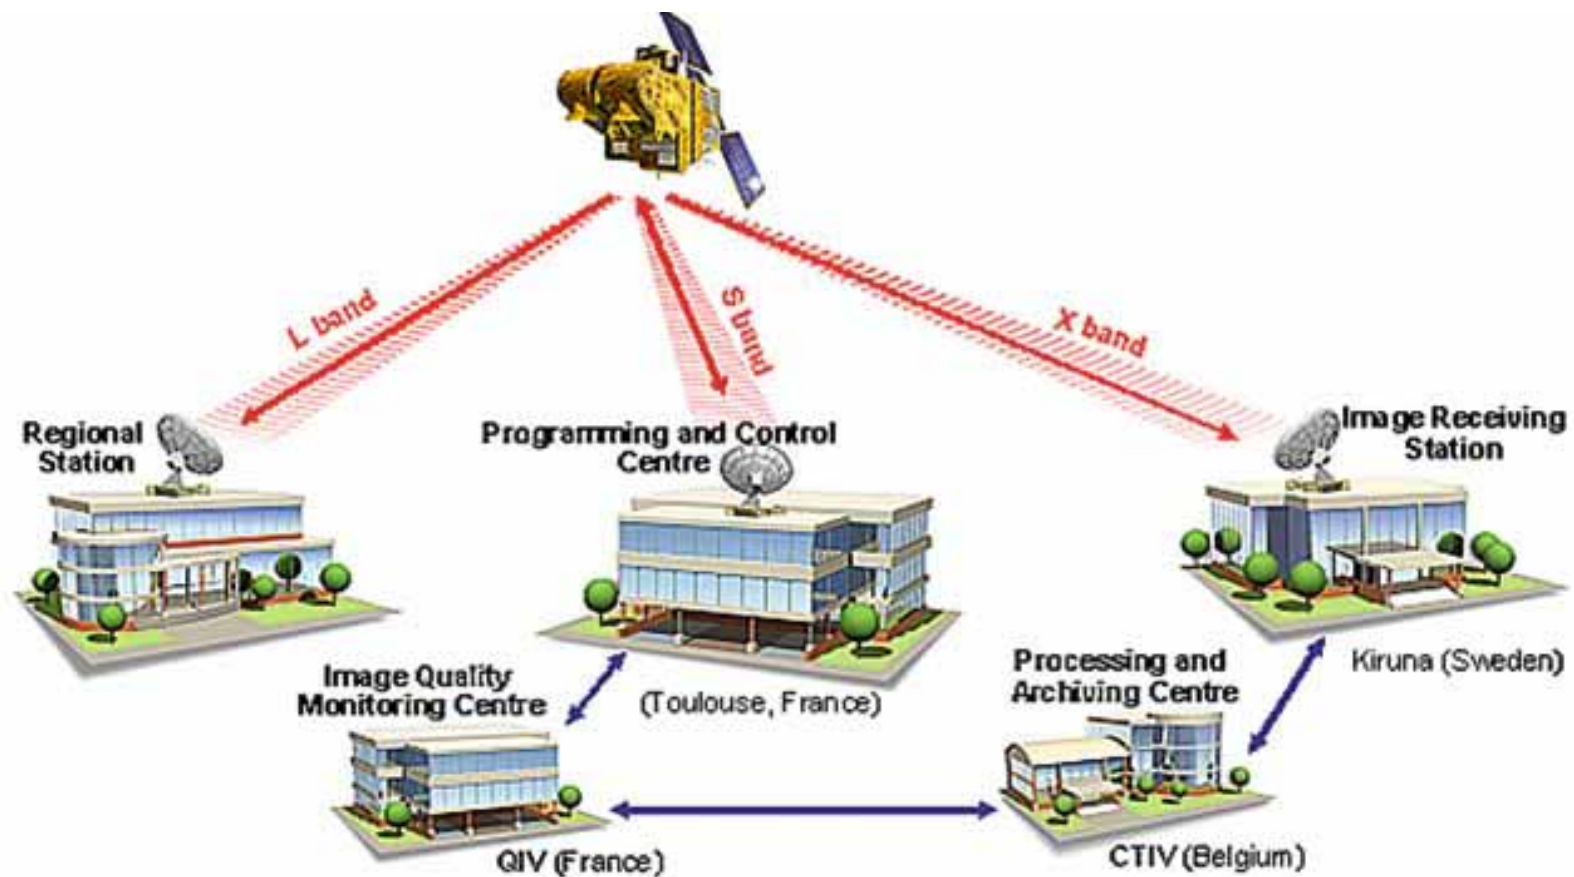 L band
S band
X band
Regional
Station
Programming and Control
Centre
Image Receiving
Station
Image Quality
Monitoring Centre
(Toulouse, France)
Processing and
Archiving Centre
Kiruna (Sweden)
QIV (France)
CTIV (Belgium)